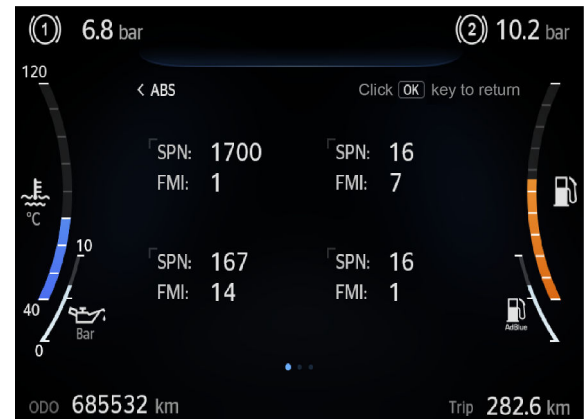 (1) 6.8 bar
(2) 10.2 bar
120
< ABS
Click OK key to return
SPN: 1700
FMI: 1
SPN: 16
FMI: 7
°C
10
SPN: 167
FMI: 14
SPN: 16
FMI: 1
40
Bar
AdBlue
0
ODO 685532 km
Trip 282.6 km